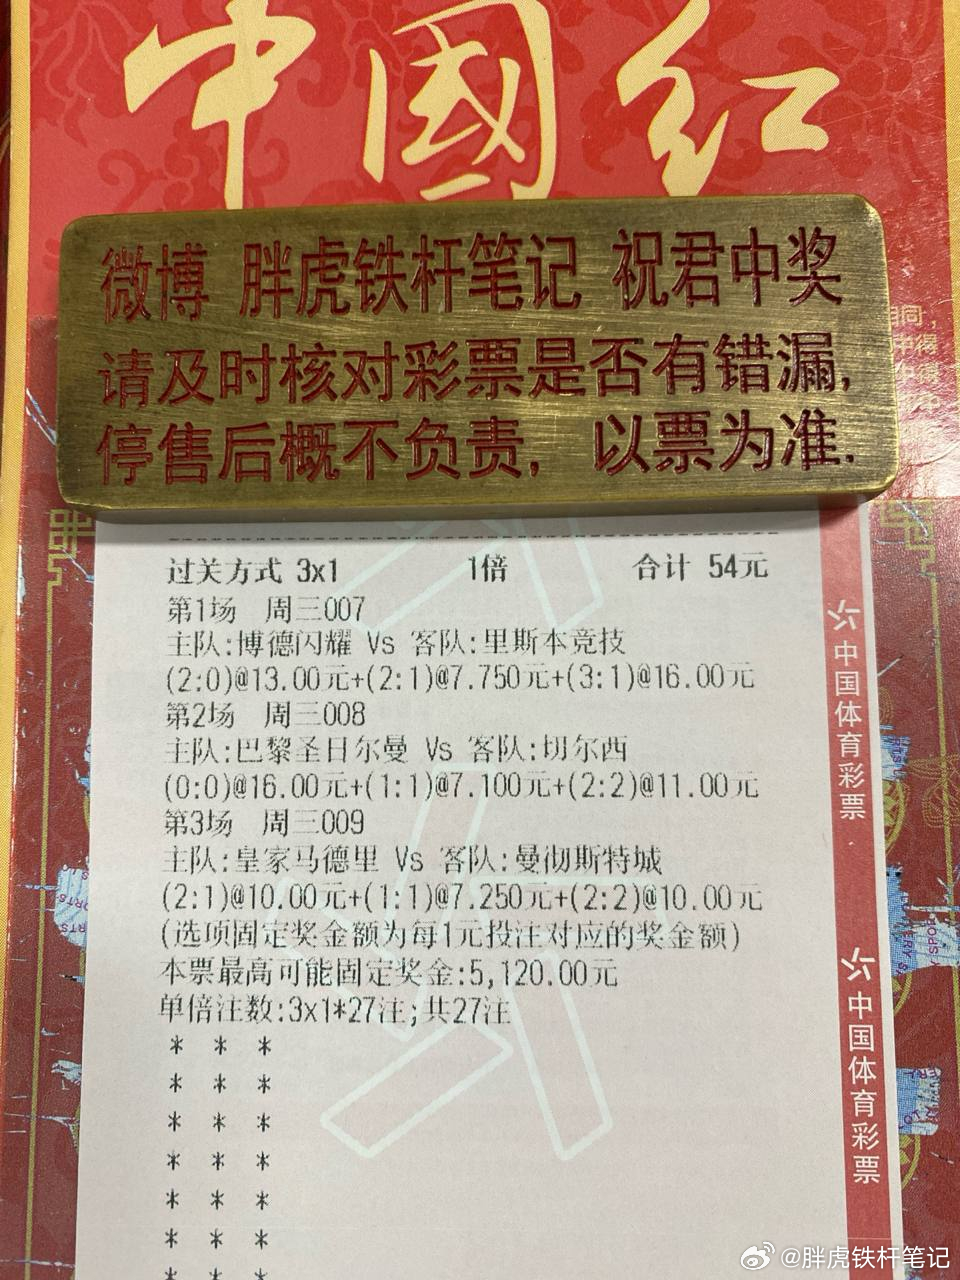 中国红
微博 胖虎铁杆笔记 祝君中奖
请及时核对彩票是否有错漏,
停售后概不负责, 以票为准.
过关方式 3x1 1倍 合计 54元
第1场 周三007
主队:博德闪耀 Vs 客队:里斯本竞技
(2:0)@13.00元+(2:1)@7.750元+(3:1)@16.00元
第2场 周三008
主队:巴黎圣日尔曼 Vs 客队:切尔西
(0:0)@16.00元+(1:1)@7.100元+(2:2)@11.00元
第3场 周三009
主队:皇家马德里 Vs 客队:曼彻斯特城
(2:1)@10.00元+(1:1)@7.250元+(2:2)@10.00元
(选项固定奖金额为每1元投注对应的奖金额)
本票最高可能固定奖金:5,120.00元
单倍注数:3x1*27注;共27注
* * *
* * *
* * *
* * *
* * *
* * *
* * *
中国体育彩票
中国体育彩票
@胖虎铁杆笔记